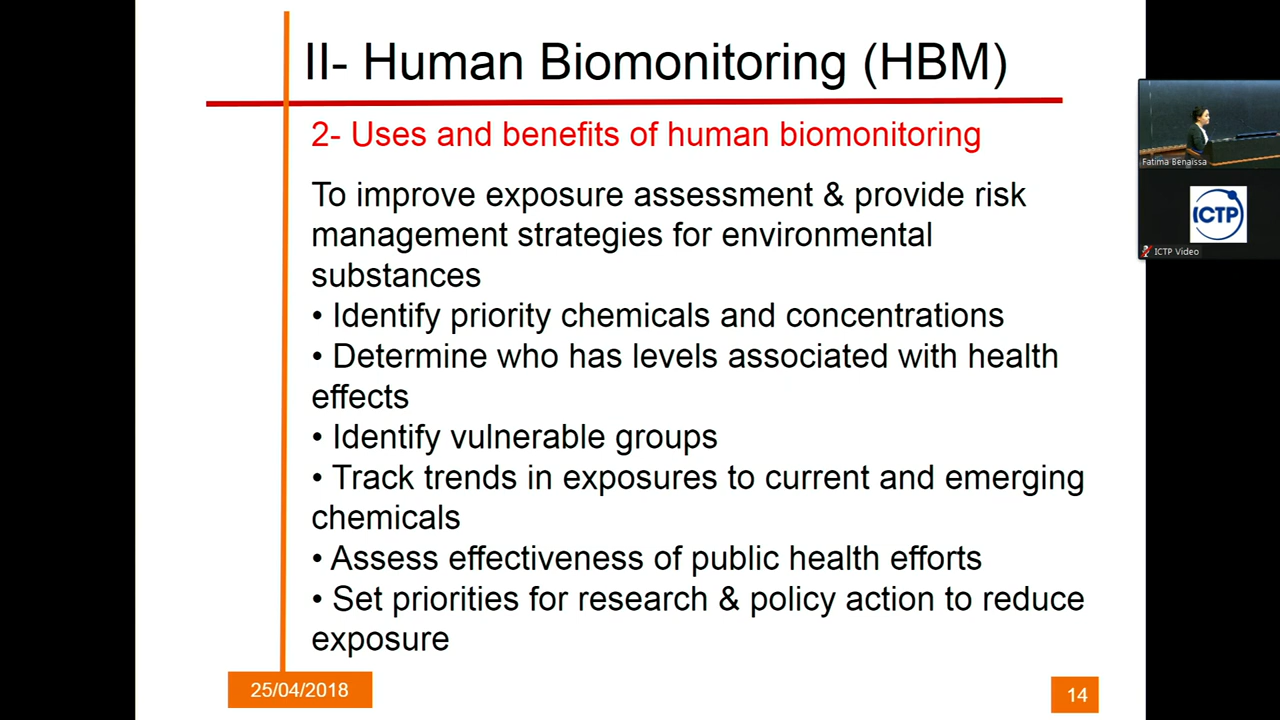 II- Human Biomonitoring (HBM)
2- Uses and benefits of human biomonitoring
To improve exposure assessment & provide risk
management strategies for environmental
substances
• Identify priority chemicals and concentrations
• Determine who has levels associated with health
effects
• Identify vulnerable groups
• Track trends in exposures to current and emerging
chemicals
• Assess effectiveness of public health efforts
• Set priorities for research & policy action to reduce
exposure
25/04/2018
14
Fatima Benaissa
ICTP
ICTP Video